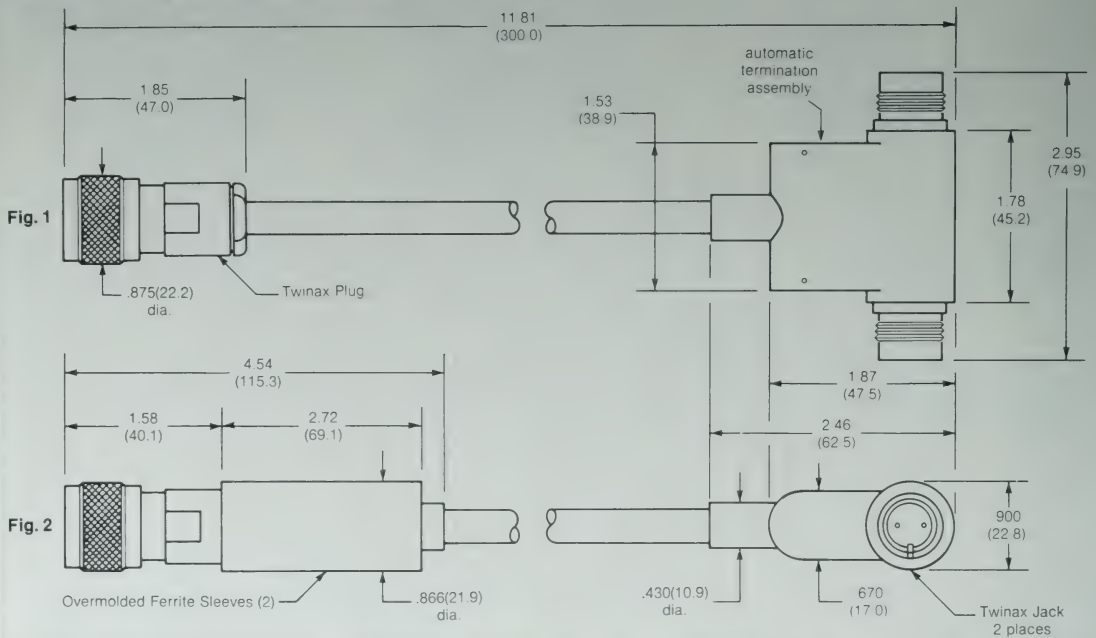 11 81
(300 0)
automatic
termination
assembly
1.85
(47.0)
1.53
(38 9)
2.95
(74 9)
1.78
(45.2)
Fig. 1
.875(22.2)
dia.
Twinax Plug
4.54
(115.3)
1 87
(47 5)
1.58
(40.1)
2.72
(69.1)
2 46
(62 5)
Fig. 2
900
(22 8)
Overmolded Ferrite Sleeves (2)
.866(21.9)
dia.
.430(10.9)
dia.
670
(17 0)
Twinax Jack
2 places